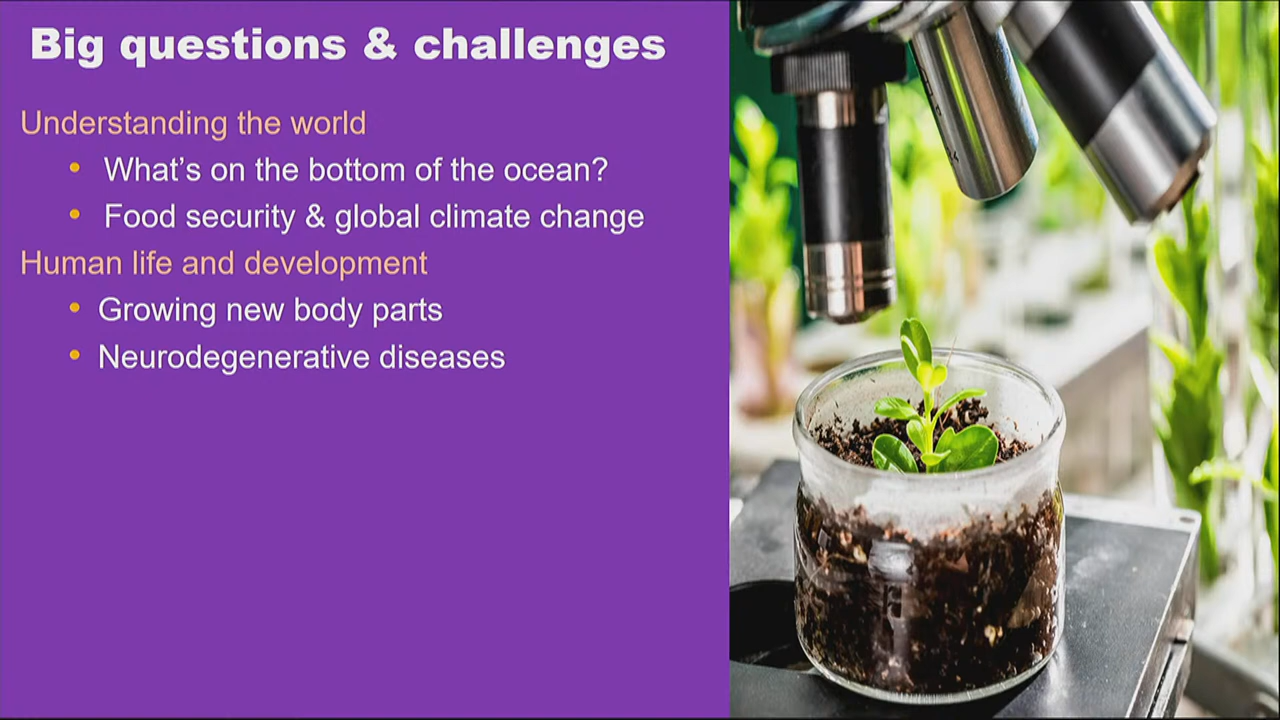 Big questions & challenges
Understanding the world
• What's on the bottom of the ocean?
• Food security & global climate change
Human life and development
• Growing new body parts
• Neurodegenerative diseases